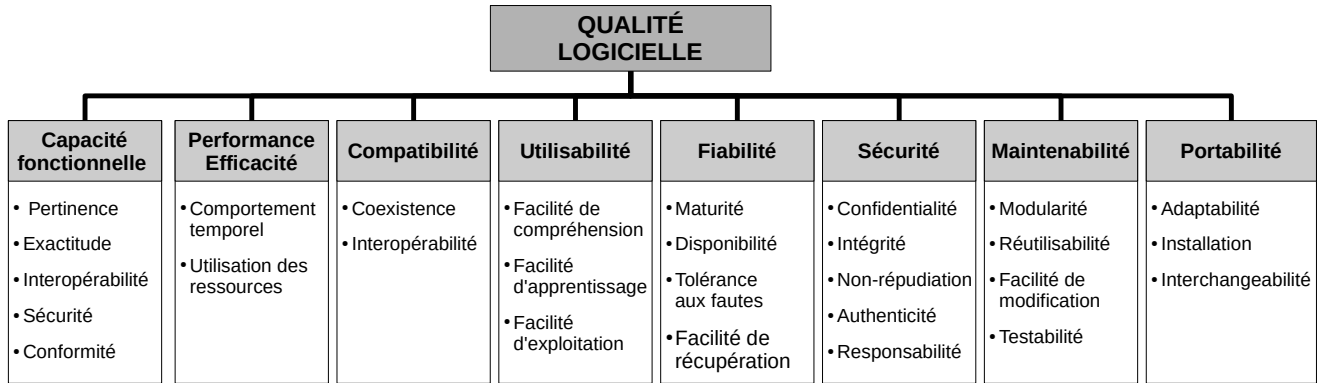 QUALITÉ
LOGICIELLE
Capacité
fonctionnelle
• Pertinence
• Exactitude
• Interopérabilité
• Sécurité
• Conformité
Performance
Efficacité
• Comportement
temporel
• Utilisation des
ressources
Compatibilité
• Coexistence
• Interopérabilité
Utilisabilité
• Facilité de
compréhension
• Facilité
d'apprentissage
• Facilité
d'exploitation
Fiabilité
• Maturité
• Disponibilité
• Tolérance
aux fautes
• Facilité de
récupération
Sécurité
• Confidentialité
• Intégrité
• Non-répudiation
• Authenticité
• Responsabilité
Maintenabilité
• Modularité
• Réutilisabilité
• Facilité de
modification
• Testabilité
Portabilité
• Adaptabilité
• Installation
• Interchangeabilité